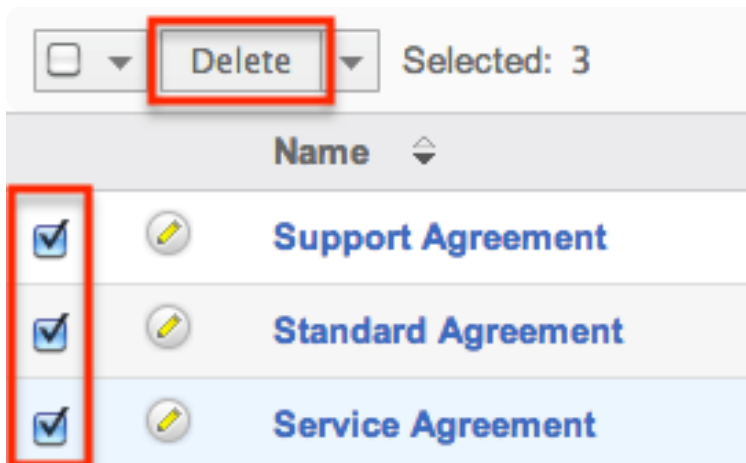 Delete Selected: 3
Name
Support Agreement
Standard Agreement
Service Agreement